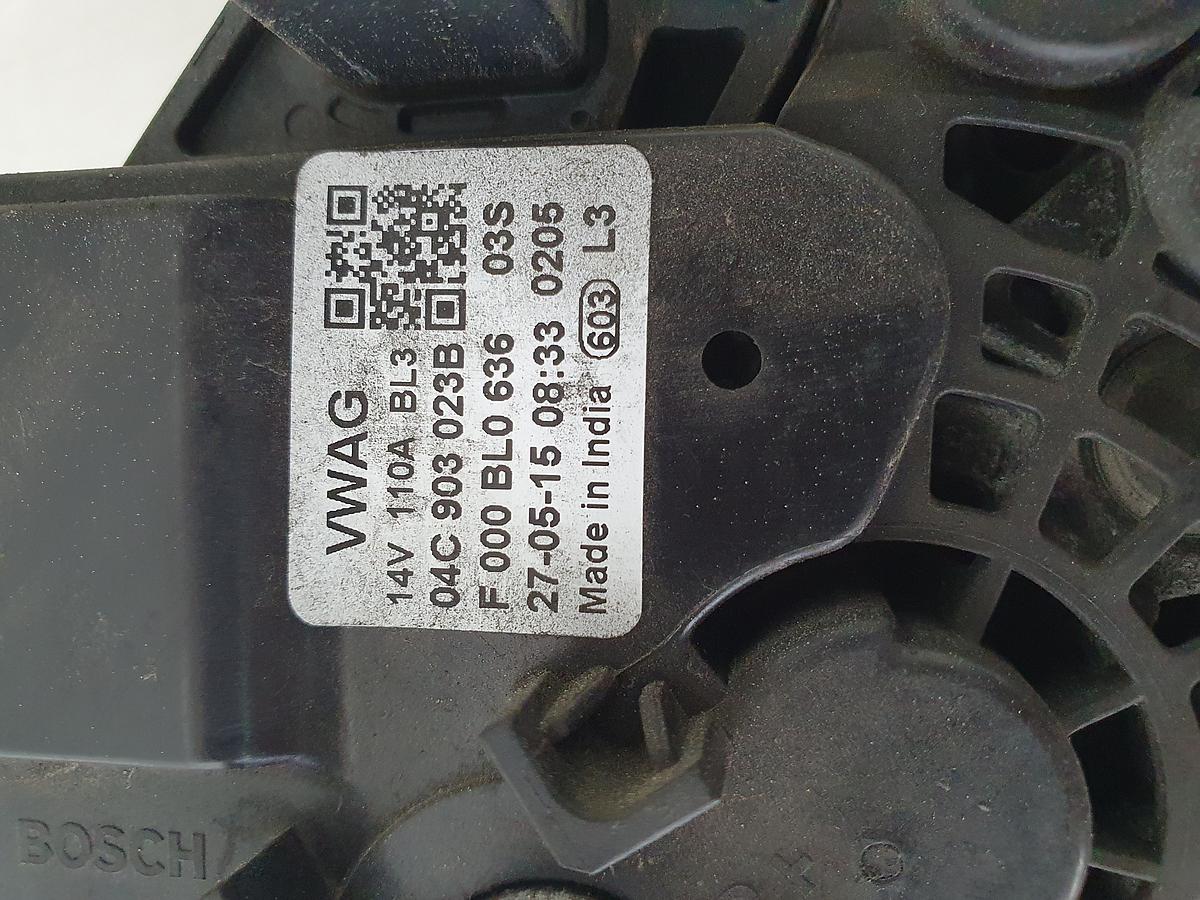 VWAG
14V 110A BL3
04C 903 023B
F 000 BL0 636 03S
27-05-15 08:33 0205
Made in India 603 L3
BOSCH